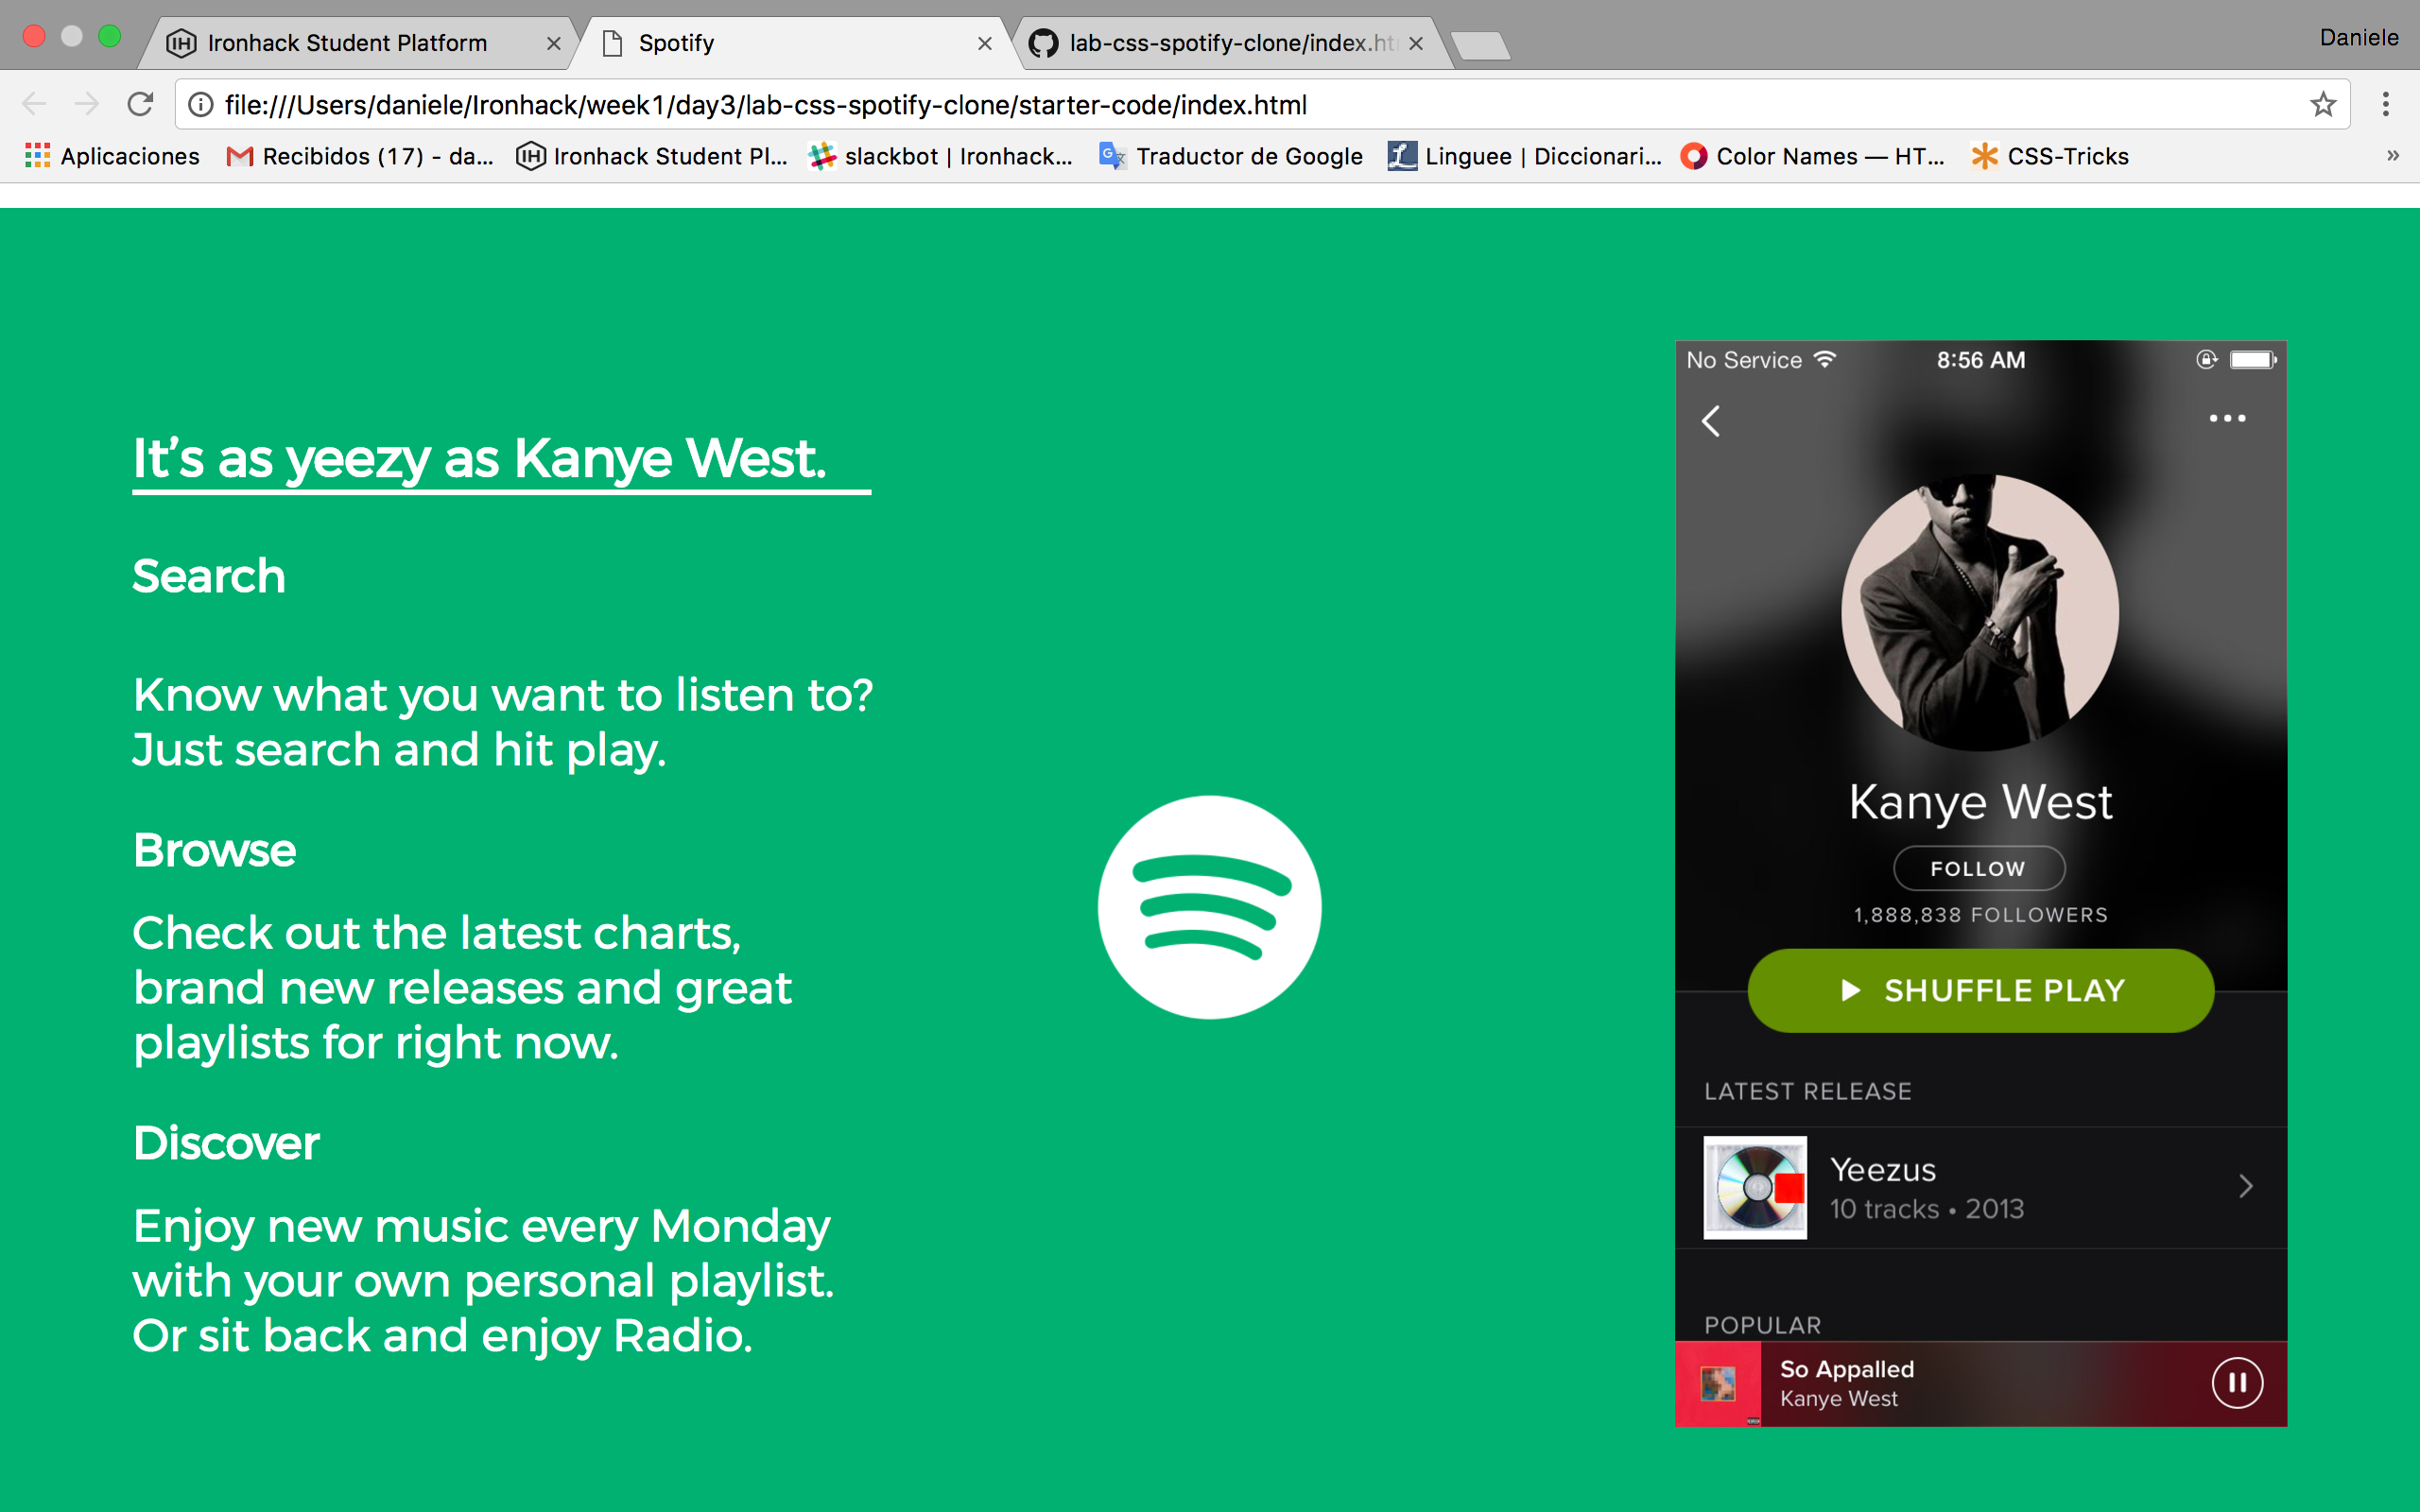 Ironhack Student Platform
Spotify
lab-css-spotify-clone/index.ht
Daniele
file:///Users/daniele/Ironhack/week1/day3/lab-css-spotify-clone/starter-code/index.html
Aplicaciones
Recibidos (17) - da...
Ironhack Student Pl...
slackbot | Ironhack...
Traductor de Google
Linguee | Diccionari...
Color Names — HT...
CSS-Tricks
»
It's as yeezy as Kanye West.
Search
Know what you want to listen to?
Just search and hit play.
Browse
Check out the latest charts,
brand new releases and great
playlists for right now.
Discover
Enjoy new music every Monday
with your own personal playlist.
Or sit back and enjoy Radio.
No Service
8:56 AM
Kanye West
FOLLOW
1,888,838 FOLLOWERS
SHUFFLE PLAY
LATEST RELEASE
Yeezus
10 tracks • 2013
POPULAR
So Appalled
Kanye West